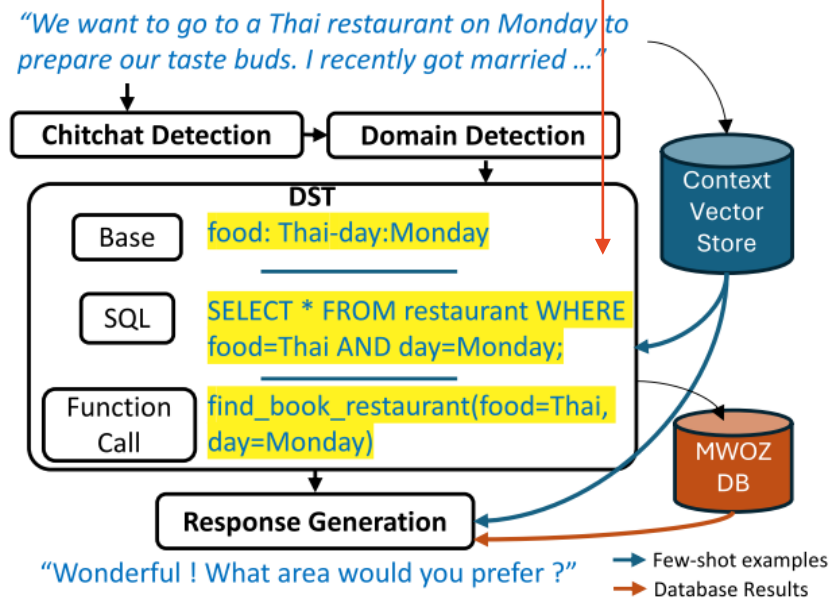 “We want to go to a Thai restaurant on Monday to
prepare our taste buds. I recently got married ...”
Chitchat Detection
Domain Detection
DST
Base
food: Thai-day:Monday
SQL
SELECT * FROM restaurant WHERE
food=Thai AND day=Monday;
Function
Call
find_book_restaurant(food=Thai,
day=Monday)
Context
Vector
Store
MWOZ
DB
Response Generation
“Wonderful ! What area would you prefer ?”
Few-shot examples
Database Results